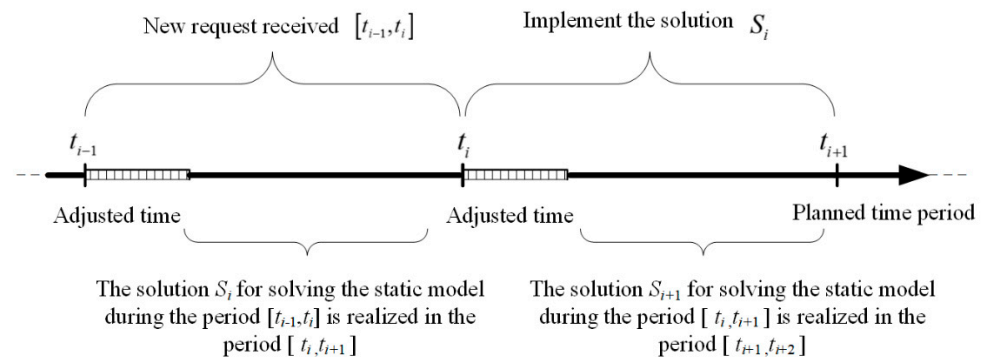 New request received [t_{i-1},t_i]
Implement the solution S_i
t_{i-1}
t_i
t_{i+1}
Adjusted time
Adjusted time
Planned time period
The solution S_i for solving the static model
during the period [t_{i-1},t_i] is realized in the
period [ t_i,t_{i+1}]
The solution S_{i+1} for solving the static model
during the period [ t_i,t_{i+1}] is realized in the
period [ t_{i+1},t_{i+2}]